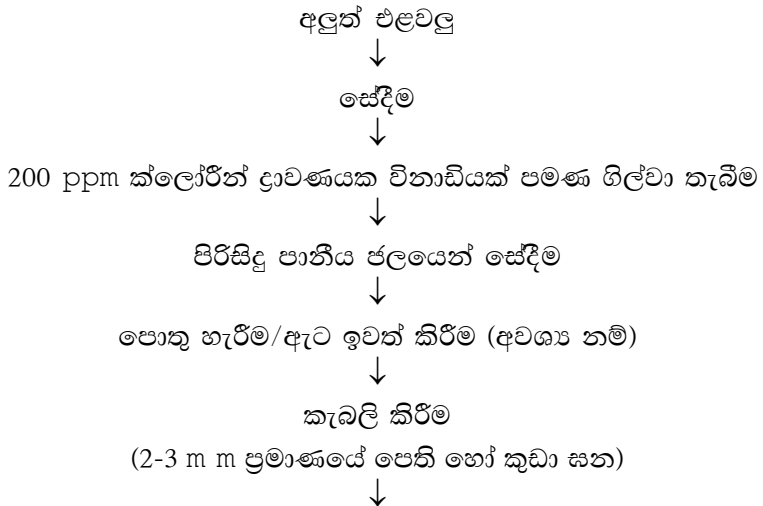 අලුත් එළවලු
↓
සේදීම
↓
200 ppm ක්ලෝරීන් ද්‍රාවණයක විනාඩියක් පමණ ගිල්වා තැබීම
↓
පිරිසිදු පානීය ජලයෙන් සේදීම
↓
පොතු හැරීම/ඇට ඉවත් කිරීම (අවශ්‍ය නම්)
↓
කැබලි කිරීම
(2-3 m m ප්‍රමාණයේ පෙති හෝ කුඩා ඝන)
↓